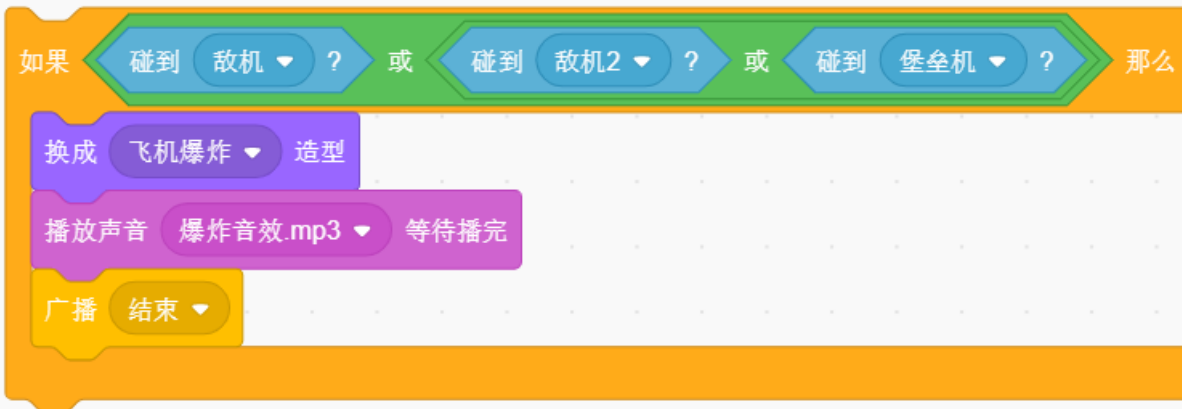 如果 碰到 敌机 ? 或 碰到 敌机2 ? 或 碰到 堡垒机 ? 那么
换成 飞机爆炸 造型
播放声音 爆炸音效.mp3 等待播完
广播 结束